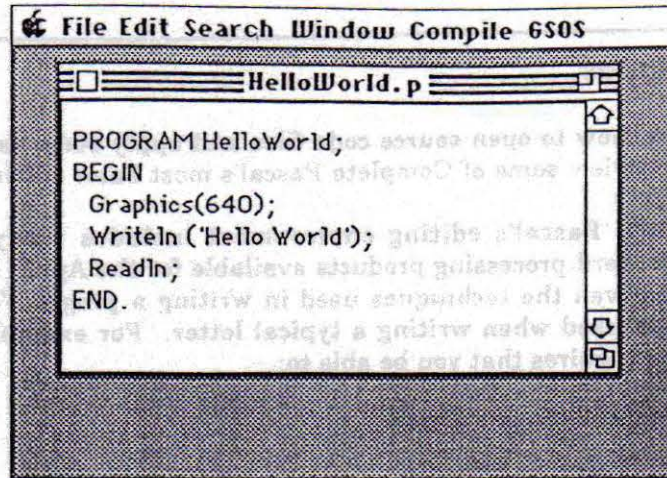 File Edit Search Window Compile GSOS
HelloWorld.p
PROGRAM HelloWorld;
BEGIN
Graphics(640);
Writeln('Hello World');
Readln;
END.